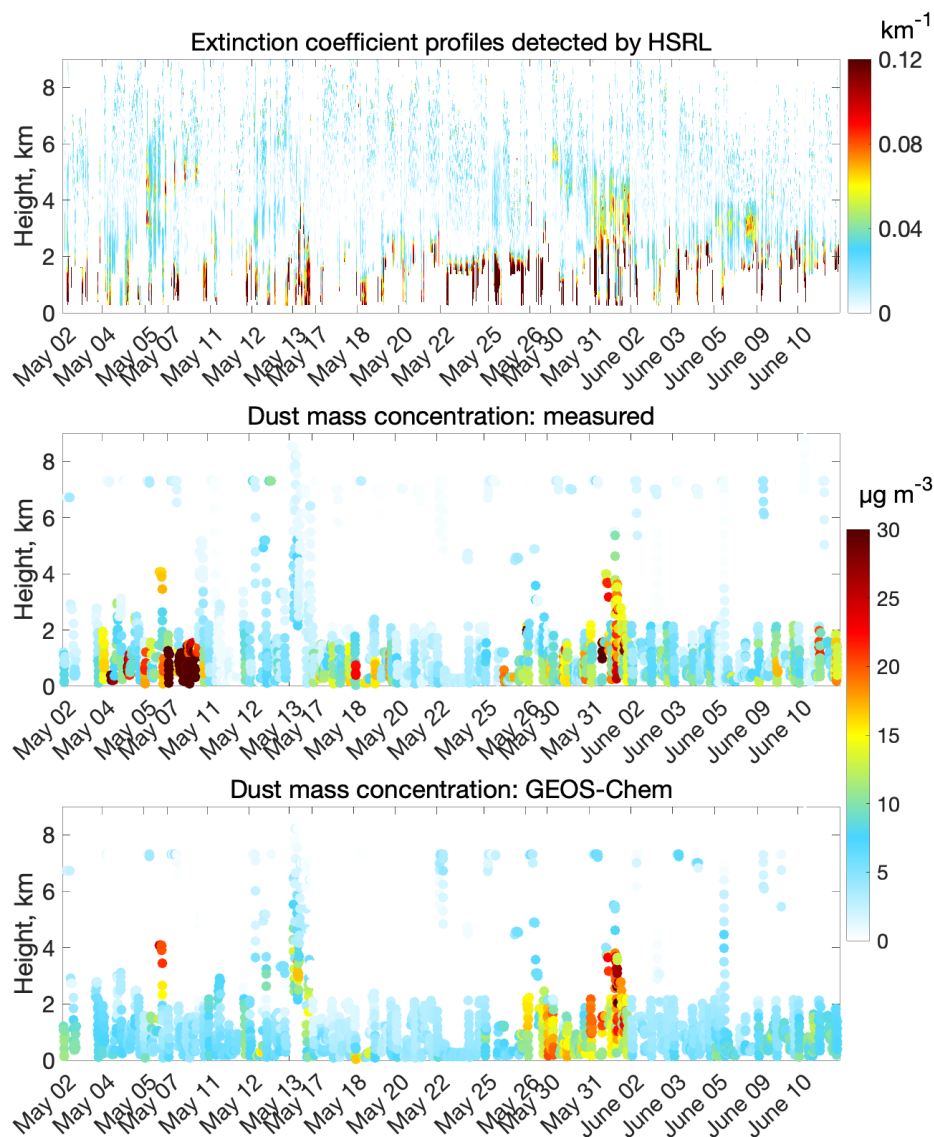 km⁻¹
Extinction coefficient profiles detected by HSRL
0.12
8
0.08
6
Height, km
4
0.04
2
0
0
May 02
May 04
May 05
May 07
May 11
May 12
May 13
May 17
May 18
May 20
May 22
May 25
May 26
May 30
May 31
June 02
June 03
June 05
June 09
June 10
Dust mass concentration: measured
8
µg m⁻³
6
30
Height, km
4
25
2
0
20
May 02
May 04
May 05
May 07
May 11
May 12
May 13
May 17
May 18
May 20
May 22
May 25
May 26
May 30
May 31
June 02
June 03
June 05
June 09
June 10
15
Dust mass concentration: GEOS-Chem
10
8
6
5
Height, km
4
0
2
0
May 02
May 04
May 05
May 07
May 11
May 12
May 13
May 17
May 18
May 20
May 22
May 25
May 26
May 30
May 31
June 02
June 03
June 05
June 09
June 10